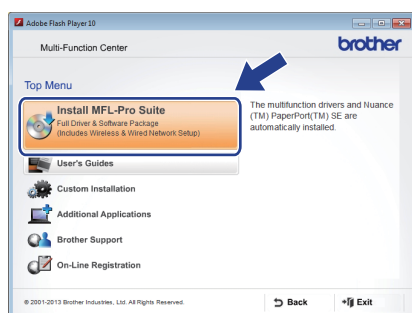 Adobe Flash Player 10
Multi-Function Center
brother
Top Menu
Install MFL-Pro Suite
Full Driver & Software Package
(Includes Wireless & Wired Network Setup)
The multifunction drivers and Nuance
(TM) PaperPort(TM) SE are
automatically installed.
User's Guides
Custom Installation
Additional Applications
Brother Support
On-Line Registration
© 2001-2013 Brother Industries, Ltd. All Rights Reserved.
Back
Exit